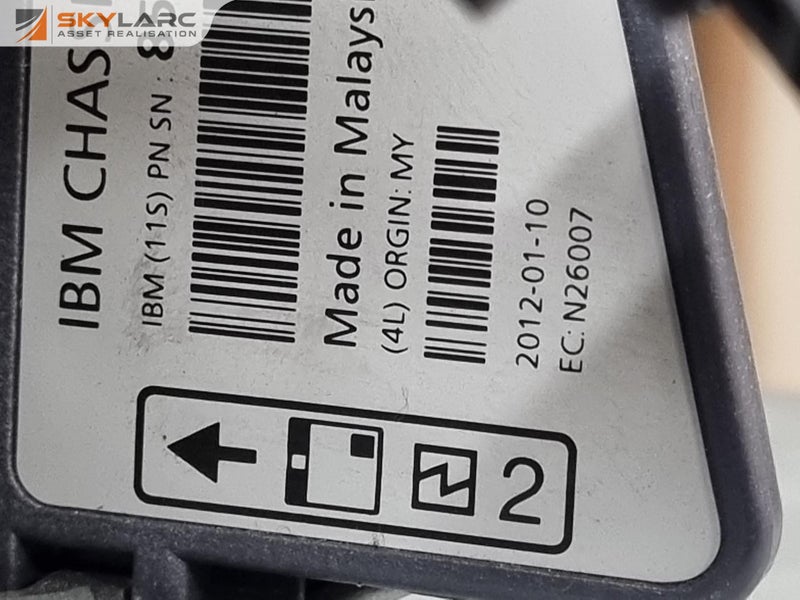 SKYLARC
ASSET REALISATION
IBM CHAS
IBM (11S) PN SN :
Made in Malays
(4L) ORGIN: MY
2012-01-10
EC: N26007
2